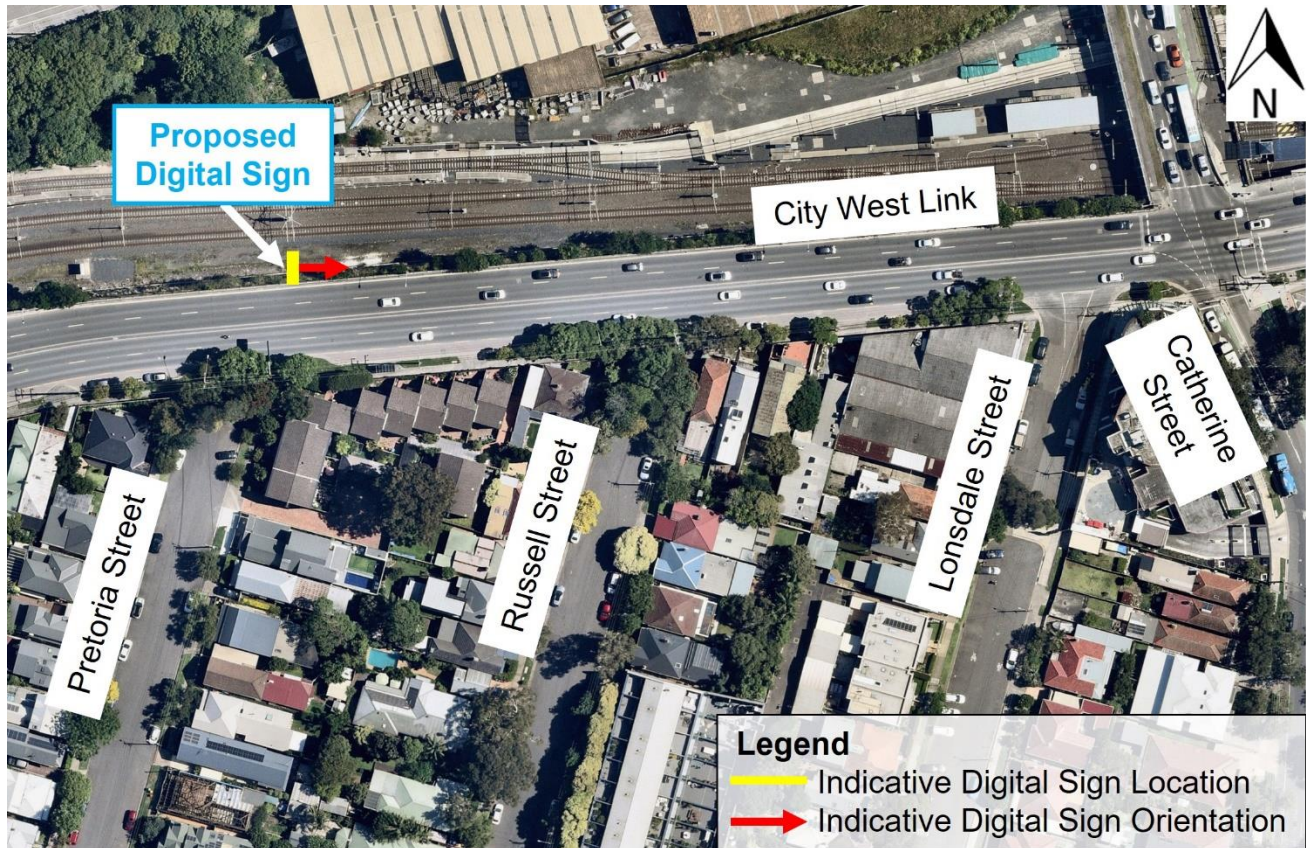 N
Proposed
Digital Sign
City West Link
Catherine
Street
Lonsdale Street
Russell Street
Pretoria Street
Legend
Indicative Digital Sign Location
Indicative Digital Sign Orientation